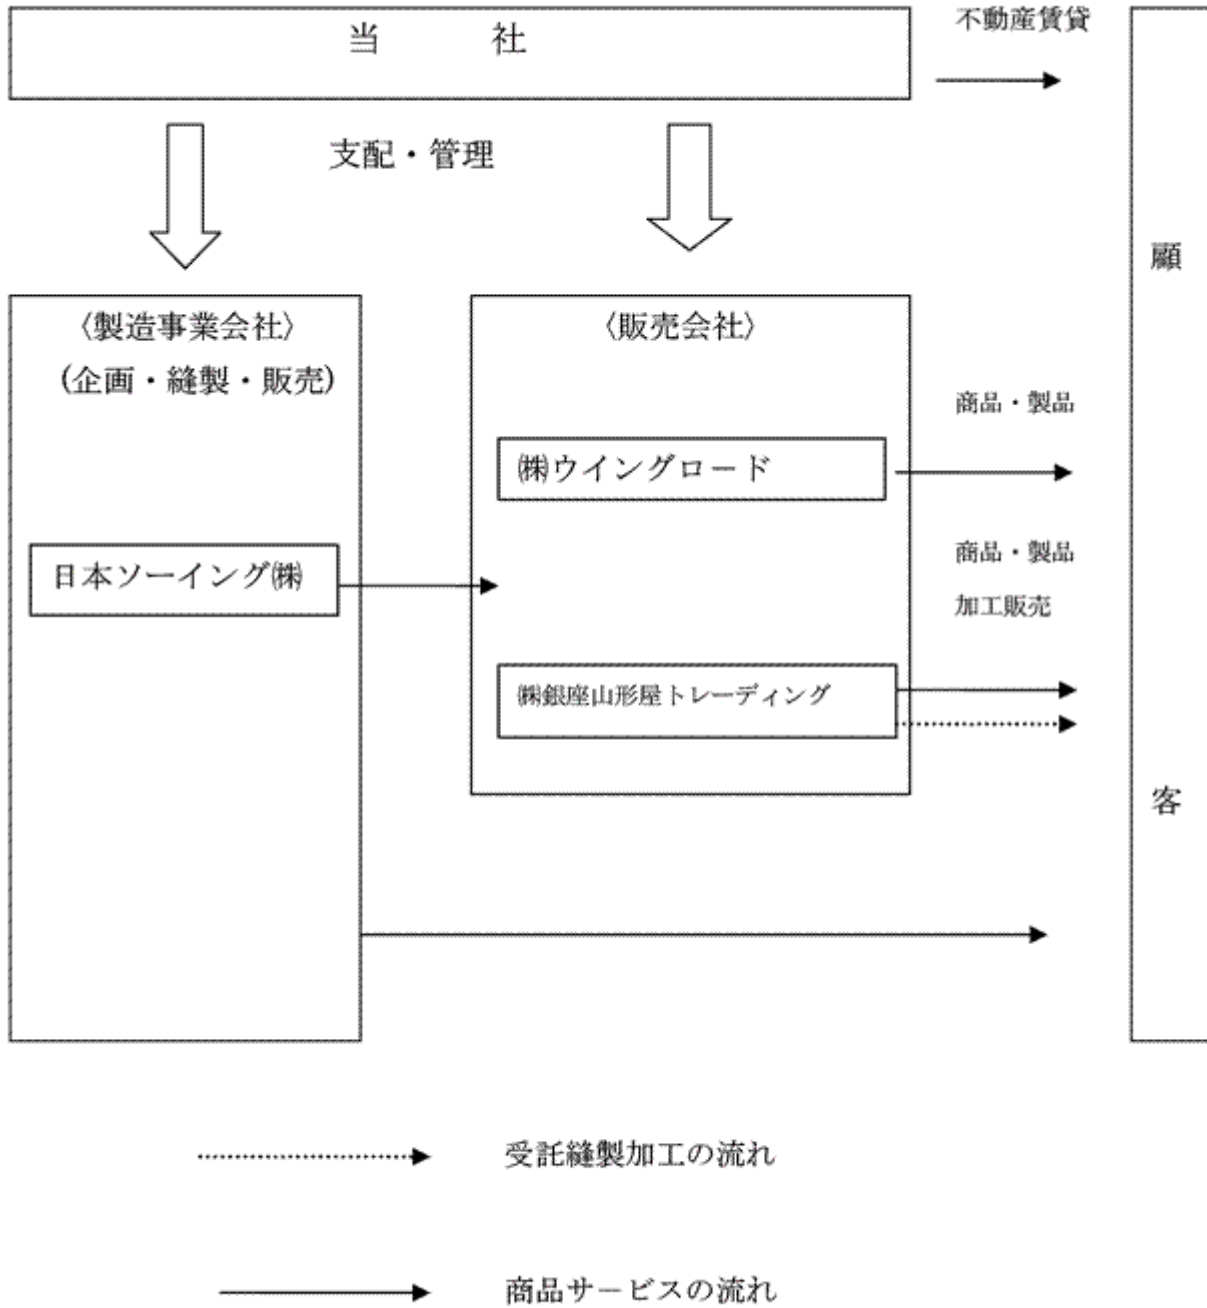 当 社
不動産賃貸
支配・管理
〈製造事業会社〉
(企画・縫製・販売)
日本ソーイング㈱
〈販売会社〉
㈱ウイングロード
㈱銀座山形屋トレーディング
商品・製品
商品・製品
加工販売
顧
客
受託縫製加工の流れ
商品サービスの流れ